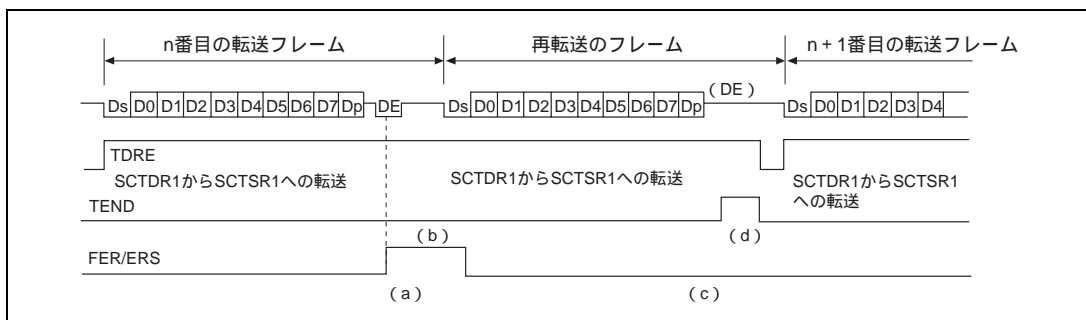 n番目の転送フレーム
再転送のフレーム
n + 1番目の転送フレーム
Ds D0 D1 D2 D3 D4 D5 D6 D7 Dp DE
Ds D0 D1 D2 D3 D4 D5 D6 D7 Dp
(DE)
Ds D0 D1 D2 D3 D4
TDRE
SCTDR1からSCTSR1への転送
SCTDR1からSCTSR1への転送
SCTDR1からSCTSR1
への転送
TEND
(b)
(d)
FER/ERS
(a)
(c)